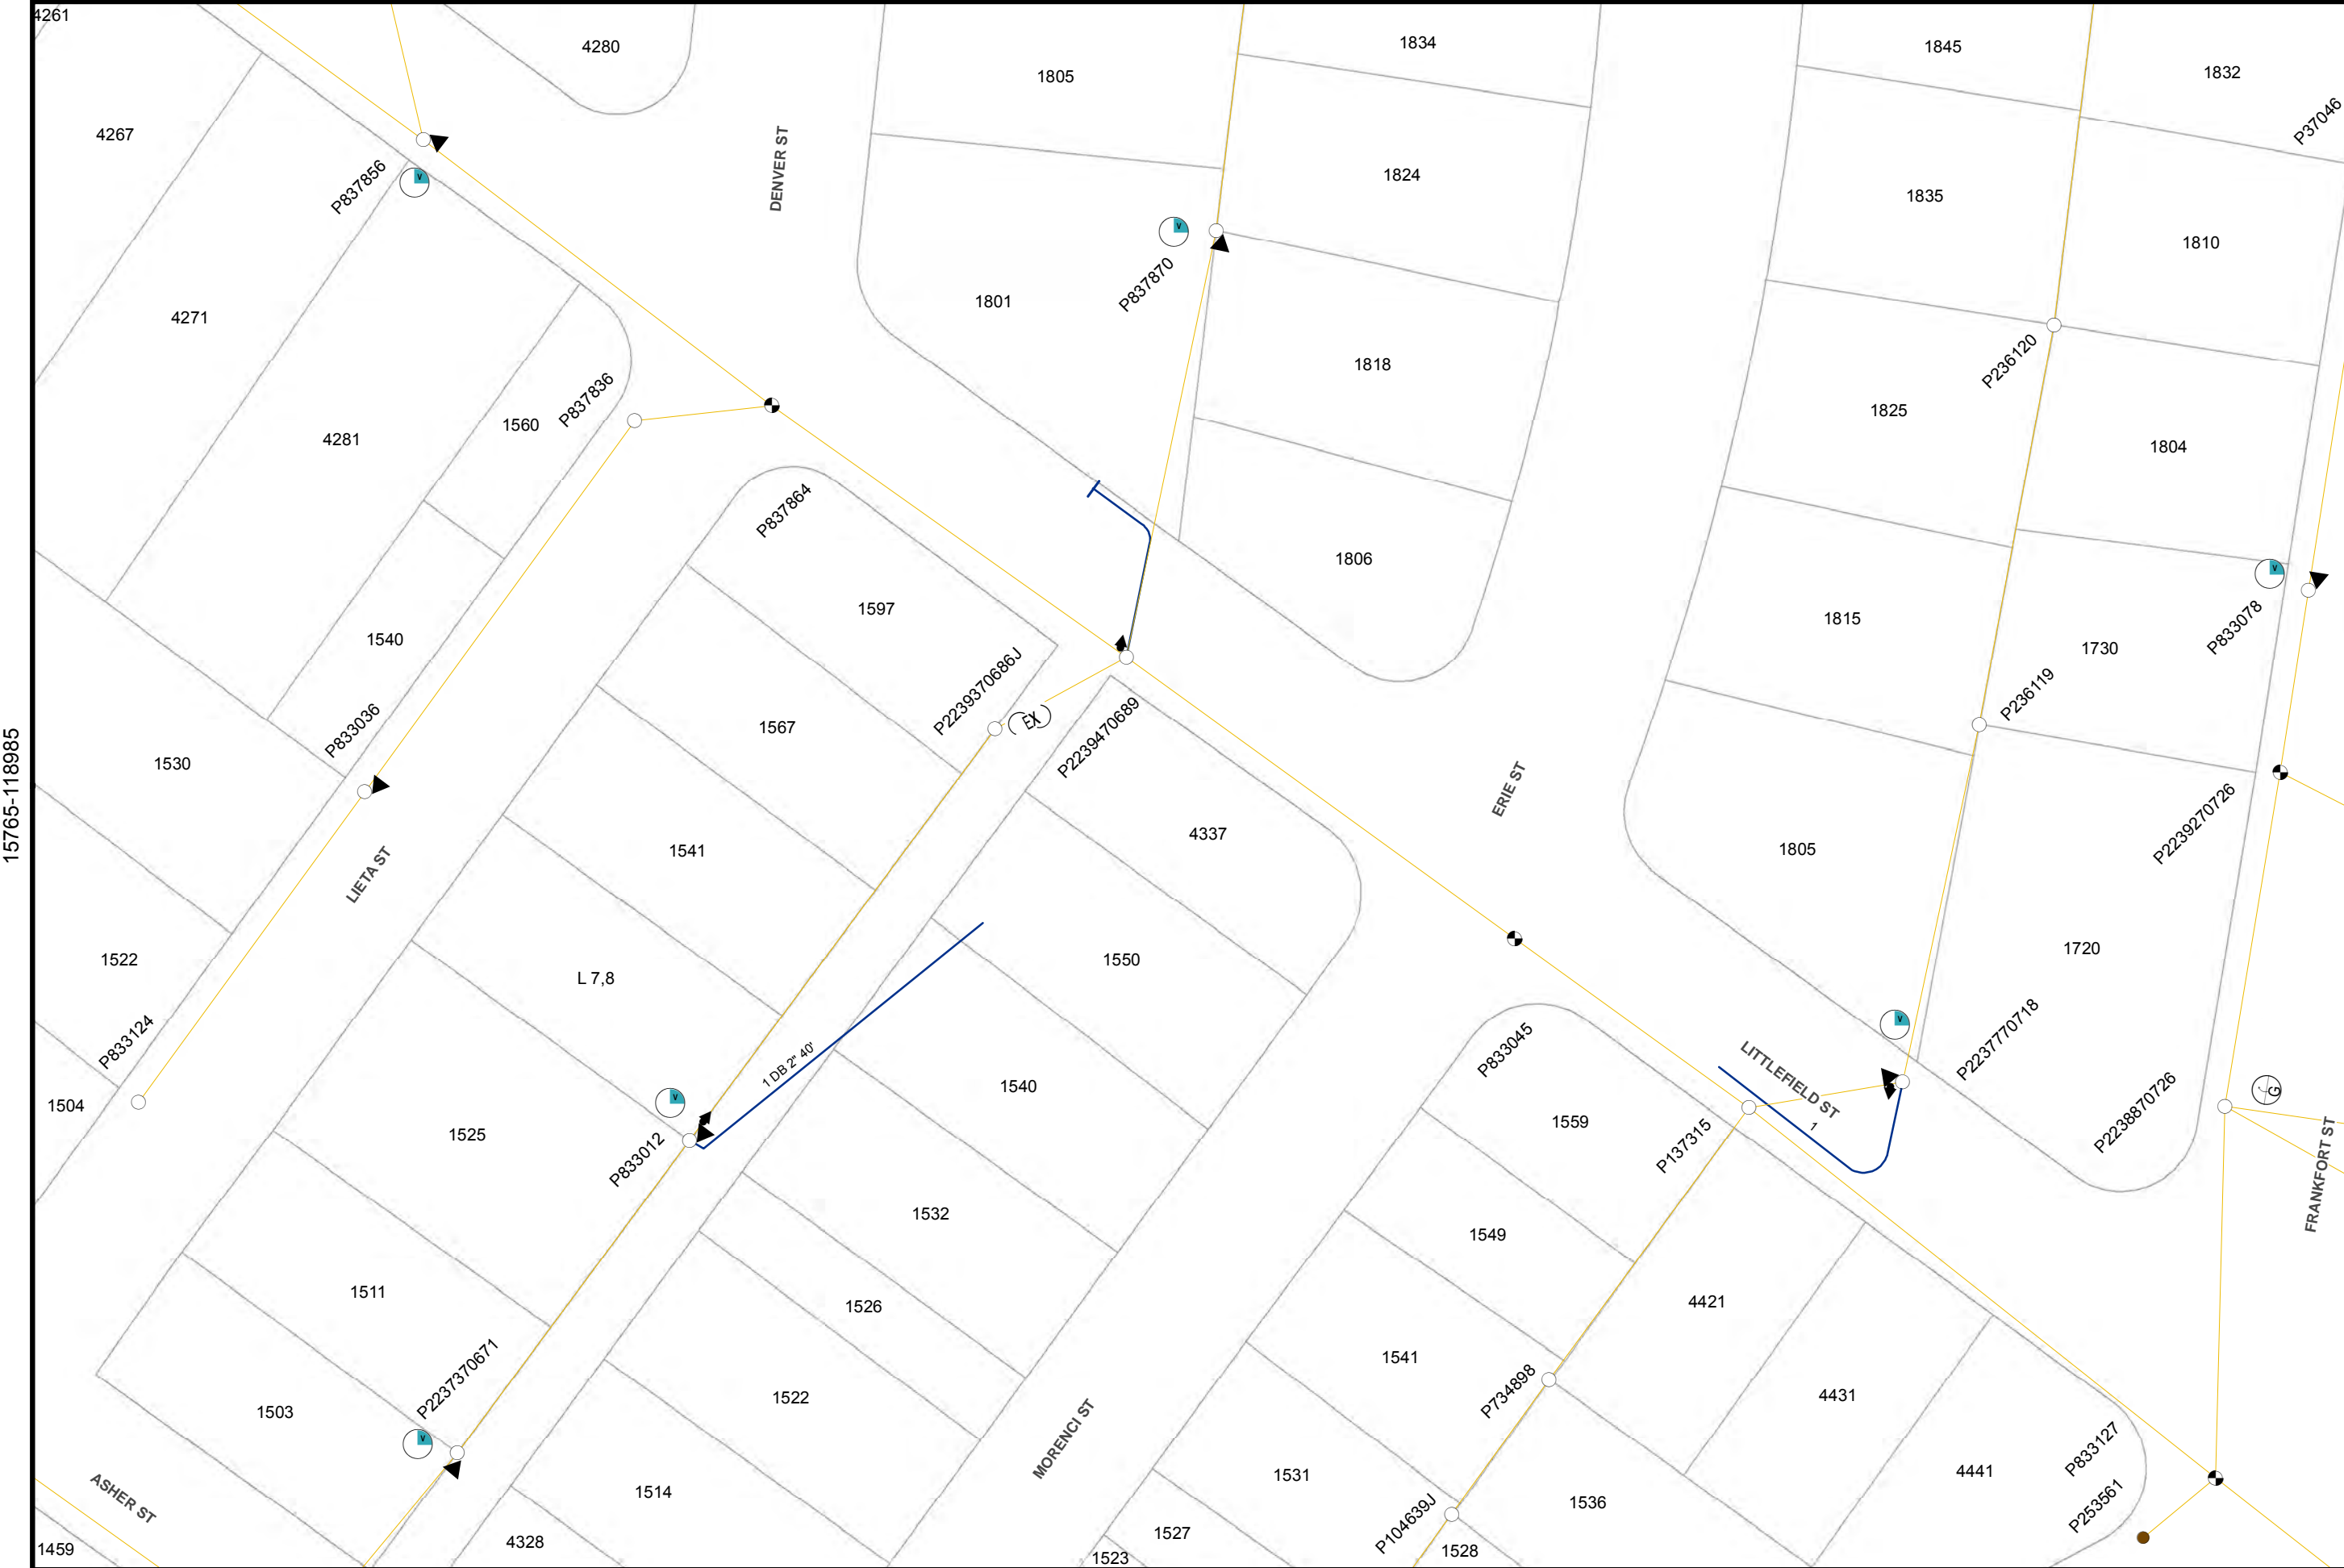 4261
4280
1805
1834
1845
1832
P37046
4267
DENVER ST
P837856
V
1824
1835
1810
V
P837870
4271
1801
1818
P236120
P837836
1560
4281
1825
1804
P837864
1806
V
P833078
1540
1597
1815
1730
P2239370686J
EX
P236119
P833036
P2239470689
1530
1567
15765-118985
ERIE ST
P2239270726
LIETA ST
1541
4337
1805
1522
L 7,8
1550
1720
P833124
V
P2237770718
P833045
LITTLEFIELD ST
1
1 DB 2" 40'
1504
V
1540
1559
P137315
G
P2238870726
1525
P833012
FRANKFORT ST
1532
1549
1511
1526
4421
P2237370671
1541
P734898
1503
1522
4431
V
MORENCI ST
P833127
1531
4441
ASHER ST
1514
1536
P253561
P104639J
1459
4328
1527
1523
1528